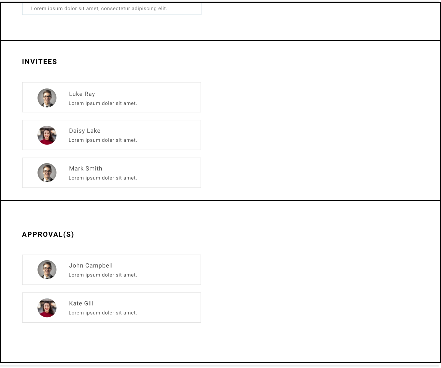 Lorem ipsum dolor sit amet, consectetur adipiscing elit.
INVITEES
Luke Ray
Lorem ipsum dolor sit amet.
Daisy Lake
Lorem ipsum dolor sit amet.
Mark Smith
Lorem ipsum dolor sit amet.
APPROVAL(S)
John Campbell
Lorem ipsum dolor sit amet.
Kate Gill
Lorem ipsum dolor sit amet.